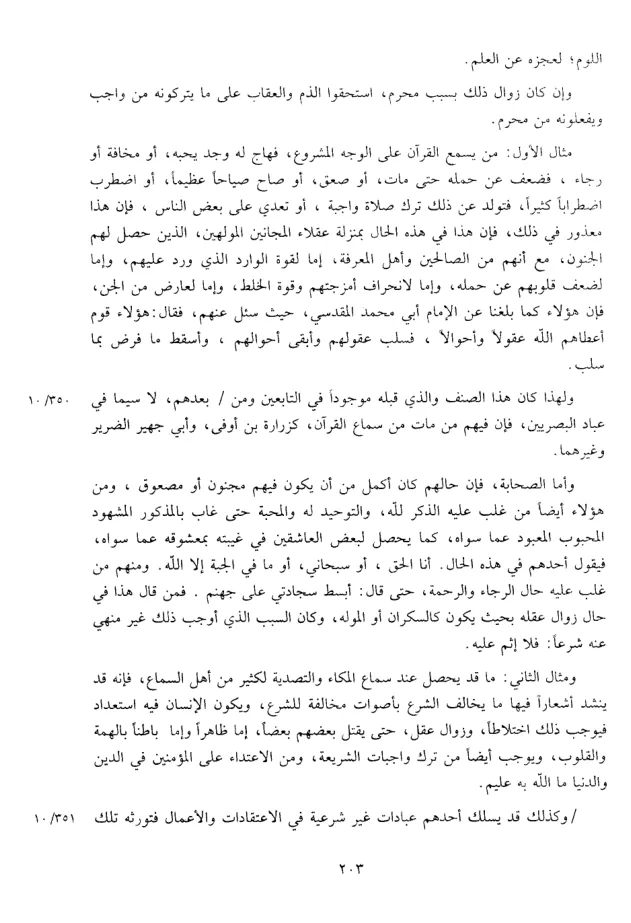 اللوم؛ لعجزه عن العلم.
وإن كان زوال ذلك بسبب محرم، استحقوا الذم والعقاب على ما يتركونه من واجب
ويفعلونه من محرم.
مثال الأول: من يسمع القرآن على الوجه المشروع، فهاج له وجد يحبه، أو مخافة أو
رجاء ، فضعف عن حمله حتى مات، أو صعق، أو صاح صياحاً عظيماً، أو اضطرب
اضطراباً كثيراً، فتولد عن ذلك ترك صلاة واجبة ، أو تعدي على بعض الناس ، فإن هذا
معذور في ذلك، فإن هذا في هذه الحال بمنزلة عقلاء المجانين المولهين، الذين حصل لهم
الجنون، مع أنهم من الصالحين وأهل المعرفة، إما لقوة الوارد الذي ورد عليهم، وإما
لضعف قلوبهم عن حمله، وإما لانحراف أمزجتهم وقوة الخلط، وإما لعارض من الجن،
فإن هؤلاء كما بلغنا عن الإمام أبي محمد المقدسي، حيث سئل عنهم، فقال:هؤلاء قوم
أعطاهم الله عقولاً وأحوالاً ، فسلب عقولهم وأبقى أحوالهم ، وأسقط ما فرض بما
سلب.
ولهذا كان هذا الصنف والذي قبله موجوداً في التابعين ومن / بعدهم، لا سيما في ١٠/٣٥٠
عباد البصريين، فإن فيهم من مات من سماع القرآن، كزرارة بن أوفى، وأبي جهير الضرير
وغيرهما.
وأما الصحابة، فإن حالهم كان أكمل من أن يكون فيهم مجنون أو مصعوق ، ومن
هؤلاء أيضاً من غلب عليه الذكر لله، والتوحيد له والمحبة حتى غاب بالمذكور المشهود
المحبوب المعبود عما سواه، كما يحصل لبعض العاشقين في غيبته بمعشوقه عما سواه،
فيقول أحدهم في هذه الحال. أنا الحق ، أو سبحاني، أو ما في الجبة إلا الله. ومنهم من
غلب عليه حال الرجاء والرحمة، حتى قال: أبسط سجادتي على جهنم . فمن قال هذا في
حال زوال عقله بحيث يكون كالسكران أو الموله، وكان السبب الذي أوجب ذلك غير منهي
عنه شرعاً: فلا إثم عليه.
ومثال الثاني: ما قد يحصل عند سماع المكاء والتصدية لكثير من أهل السماع، فإنه قد
ينشد أشعاراً فيها ما يخالف الشرع بأصوات مخالفة للشرع، ويكون الإنسان فيه استعداد
فيوجب ذلك اختلاطاً، وزوال عقل، حتى يقتل بعضهم بعضاً، إما ظاهراً وإما باطناً بالهمة
والقلوب، ويوجب أيضاً من ترك واجبات الشريعة، ومن الاعتداء على المؤمنين في الدين
والدنيا ما الله به عليم.
/ وكذلك قد يسلك أحدهم عبادات غير شرعية في الاعتقادات والأعمال فتورثه تلك ١٠/٣٥١
٢٠٣